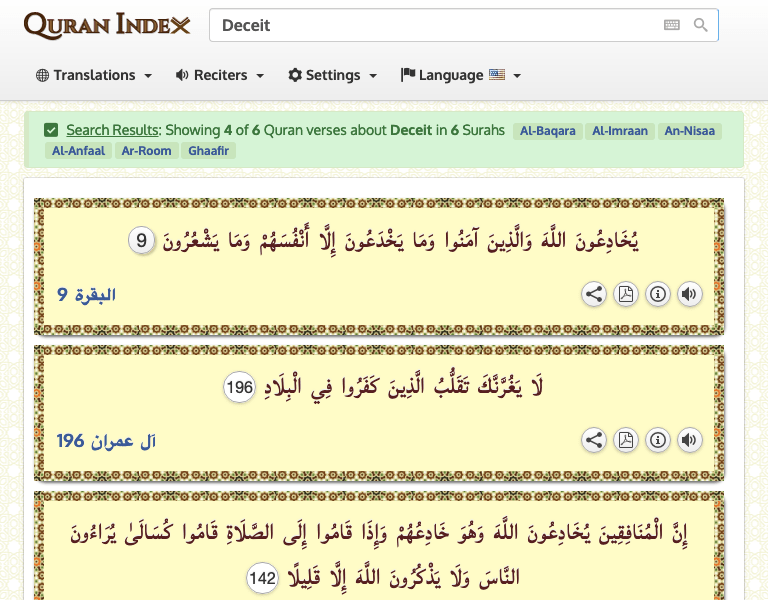 QURAN INDEX
Deceit
Translations
Reciters
Settings
Language
Search Results: Showing 4 of 6 Quran verses about Deceit in 6 Surahs Al-Baqara Al-Imraan An-Nisaa
Al-Anfaal Ar-Room Ghaafir
يُخَادِعُونَ اللَّهَ وَالَّذِينَ آمَنُوا وَمَا يَخْدَعُونَ إِلَّا أَنْفُسَهُمْ وَمَا يَشْعُرُونَ 9
البقرة 9
لَا يَغُرَّنَّكَ تَقَلُّبُ الَّذِينَ كَفَرُوا فِي الْبِلَادِ 196
آل عمران 196
إِنَّ الْمُنَافِقِينَ يُخَادِعُونَ اللَّهَ وَهُوَ خَادِعُهُمْ وَإِذَا قَامُوا إِلَى الصَّلَاةِ قَامُوا كُسَالَىٰ يُرَاءُونَ
النَّاسَ وَلَا يَذْكُرُونَ اللَّهَ إِلَّا قَلِيلًا 142